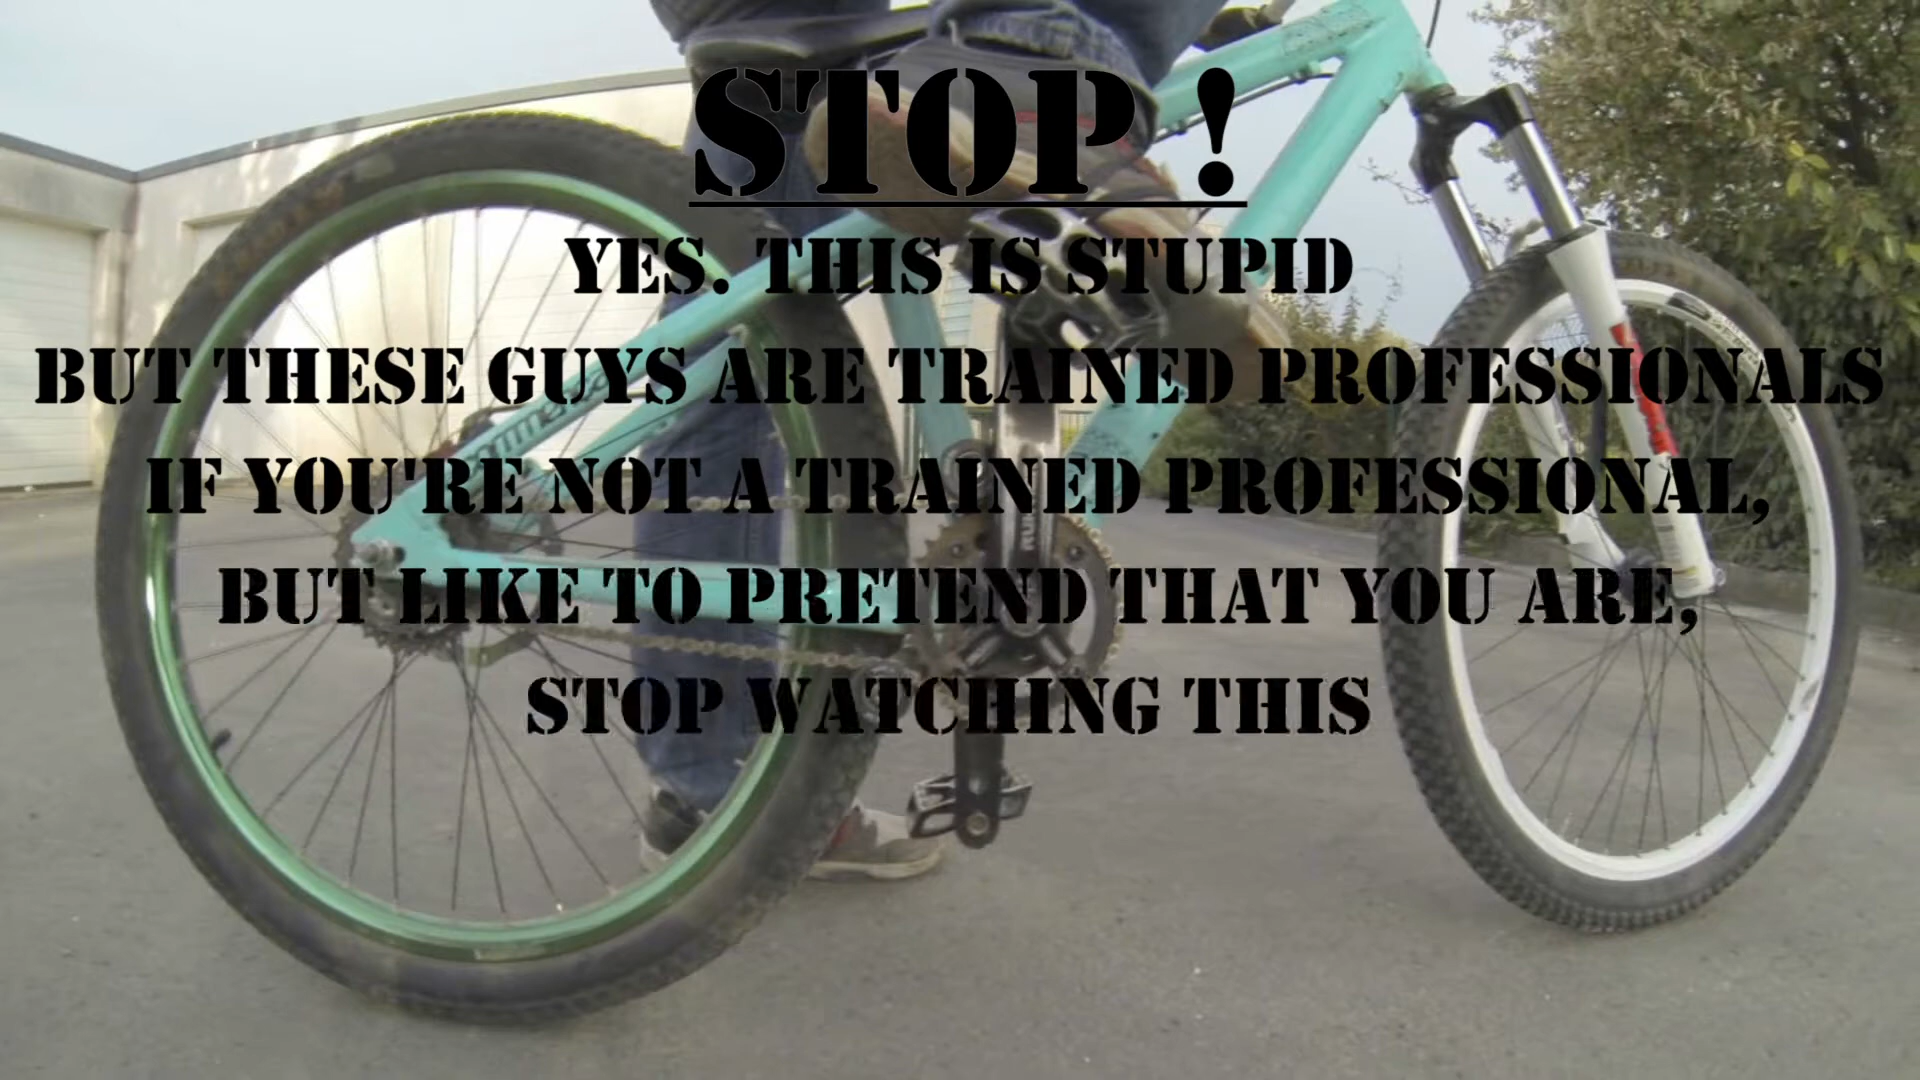 STOP !
YES. THIS IS STUPID
BUT THESE GUYS ARE TRAINED PROFESSIONALS
IF YOU'RE NOT A TRAINED PROFESSIONAL,
BUT LIKE TO PRETEND THAT YOU ARE,
STOP WATCHING THIS